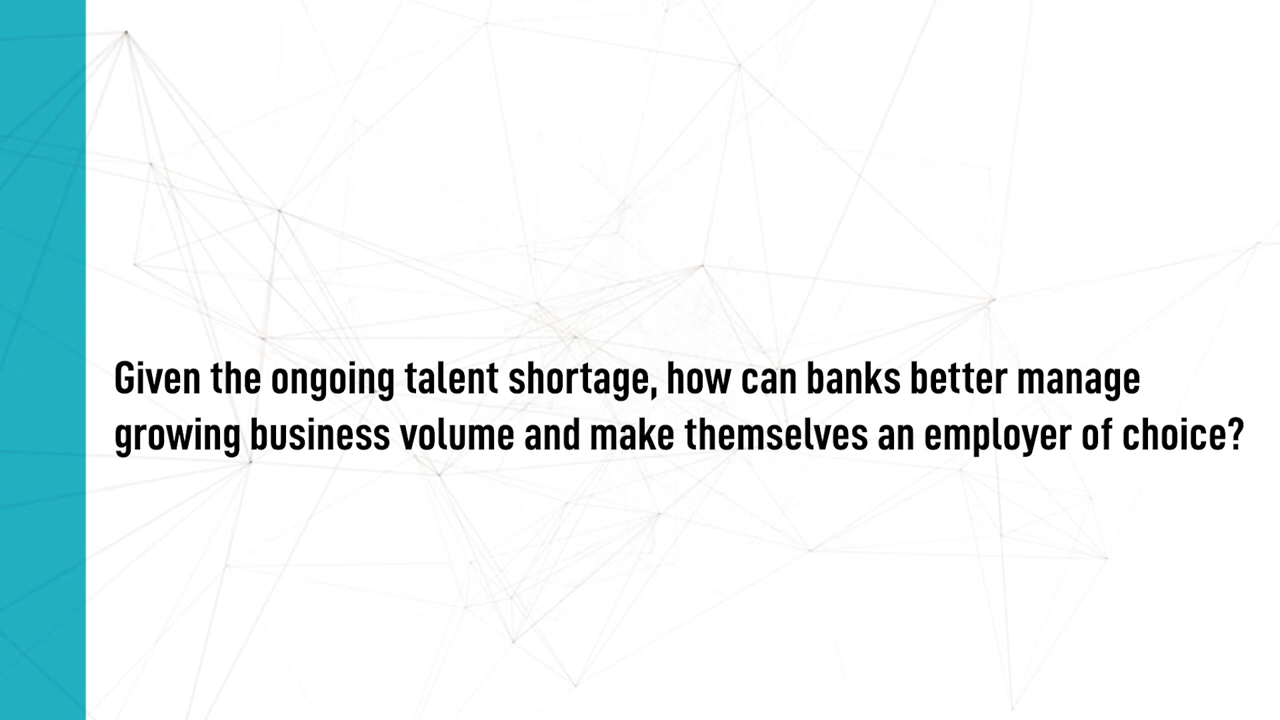 Given the ongoing talent shortage, how can banks better manage
growing business volume and make themselves an employer of choice?